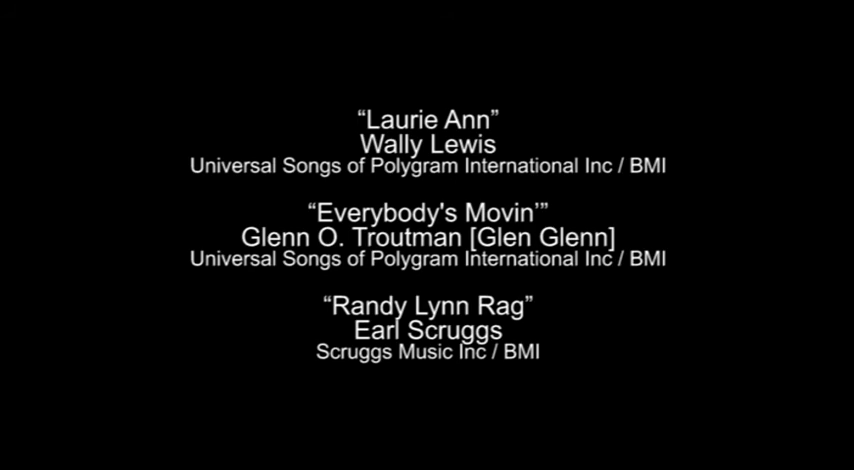 “Laurie Ann”
Wally Lewis
Universal Songs of Polygram International Inc / BMI
“Everybody's Movin’”
Glenn O. Troutman [Glen Glenn]
Universal Songs of Polygram International Inc / BMI
“Randy Lynn Rag”
Earl Scruggs
Scruggs Music Inc / BMI